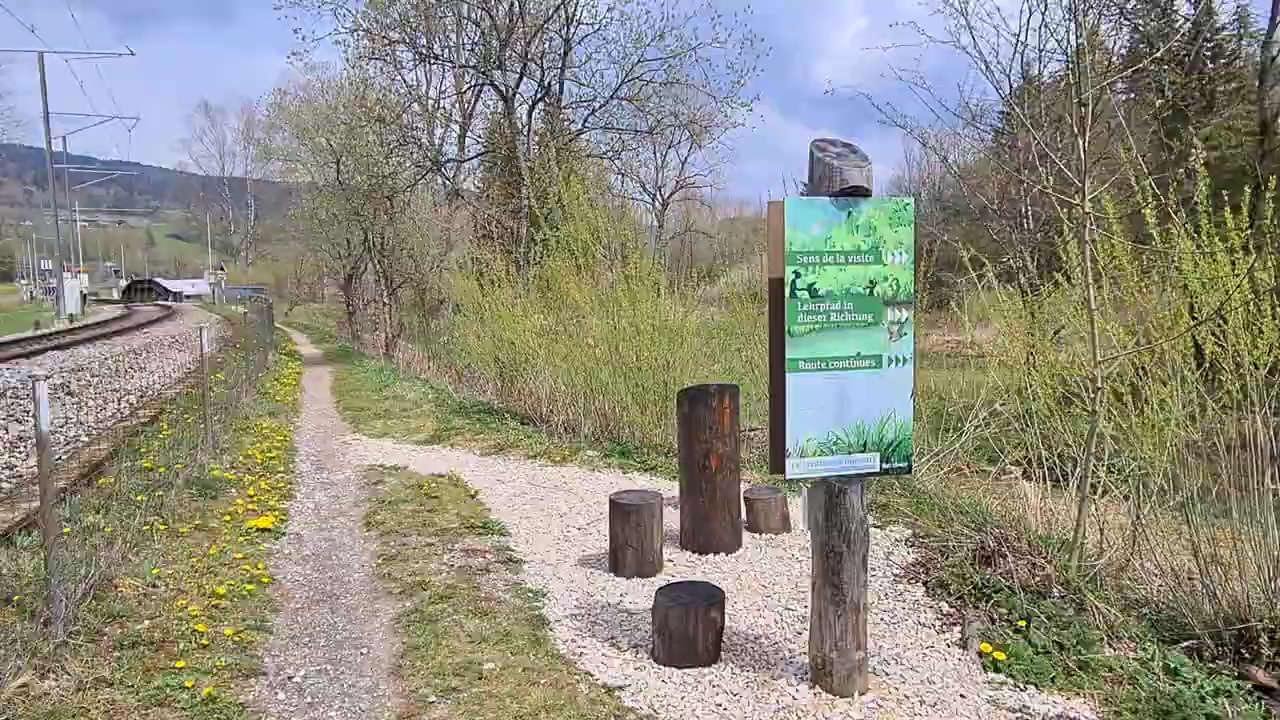 Sens de la visite
Lehrpfad in
dieser Richtung
Route continues